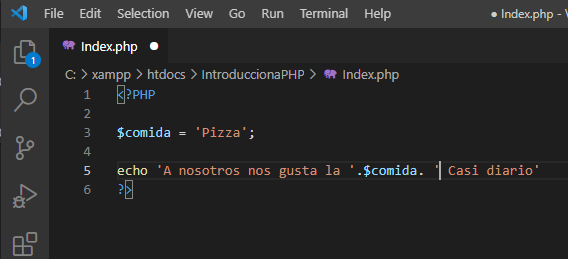 File Edit Selection View Go Run Terminal Help ● Index.php
Index.php ●
C: > xampp > htdocs > IntroduccionaPHP > Index.php
1
1 <?PHP
2
3 $comida = 'Pizza';
4
5 echo 'A nosotros nos gusta la '.$comida. ' Casi diario'
6 ?>